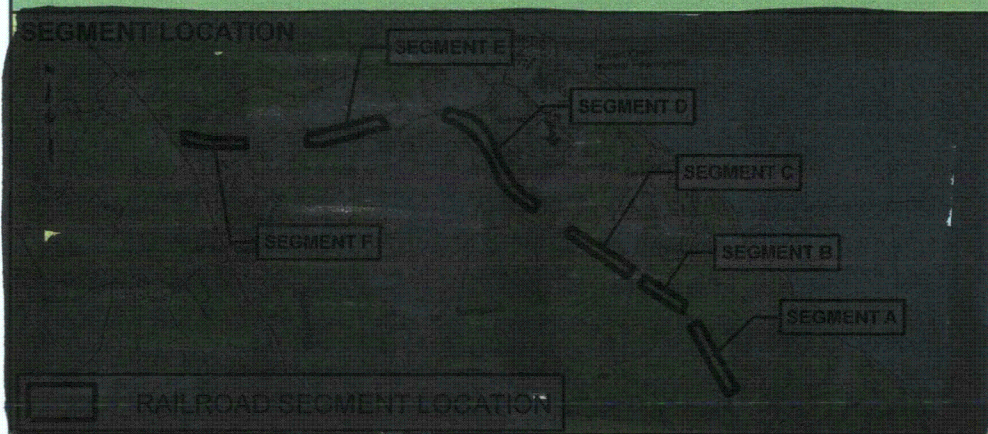 SEGMENT LOCATION
SEGMENT E
SEGMENT D
SEGMENT C
SEGMENT F
SEGMENT B
SEGMENT A
RAILROAD SEGMENT LOCATION